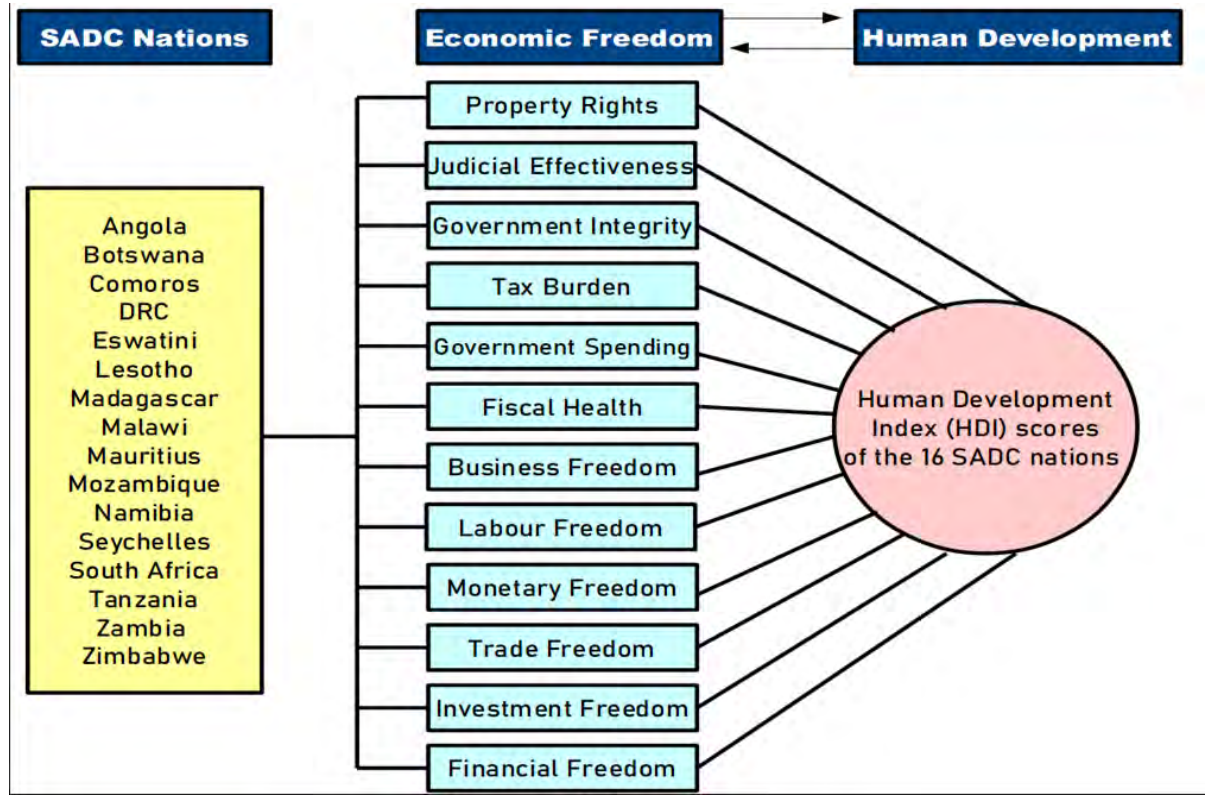 SADC Nations
Economic Freedom
Human Development
Angola
Botswana
Comoros
DRC
Eswatini
Lesotho
Madagascar
Malawi
Mauritius
Mozambique
Namibia
Seychelles
South Africa
Tanzania
Zambia
Zimbabwe
Property Rights
Judicial Effectiveness
Government Integrity
Tax Burden
Government Spending
Fiscal Health
Business Freedom
Labour Freedom
Monetary Freedom
Trade Freedom
Investment Freedom
Financial Freedom
Human Development
Index (HDI) scores
of the 16 SADC nations